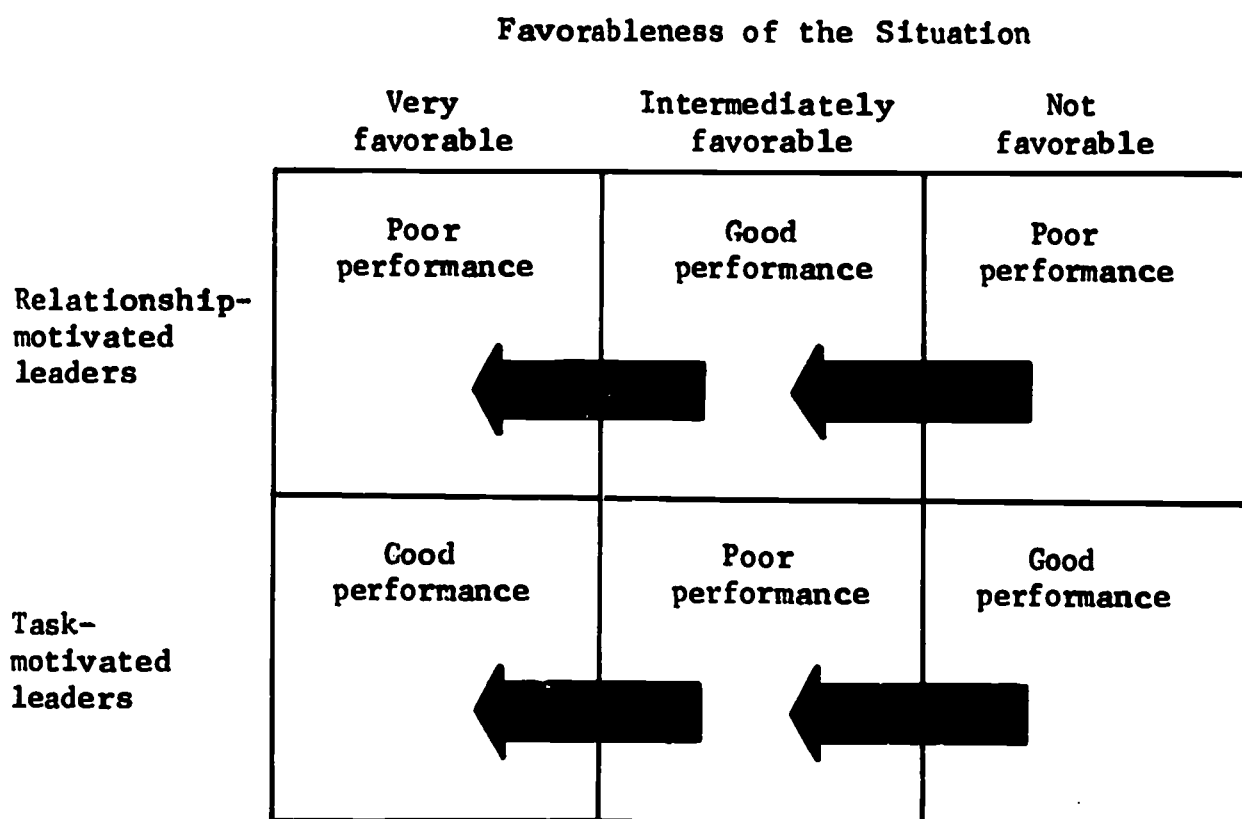 Favorableness of the Situation
Very favorable
Intermediately favorable
Not favorable
Relationship-
motivated
leaders
Poor
performance
Good
performance
Poor
performance
Task-
motivated
leaders
Good
performance
Poor
performance
Good
performance